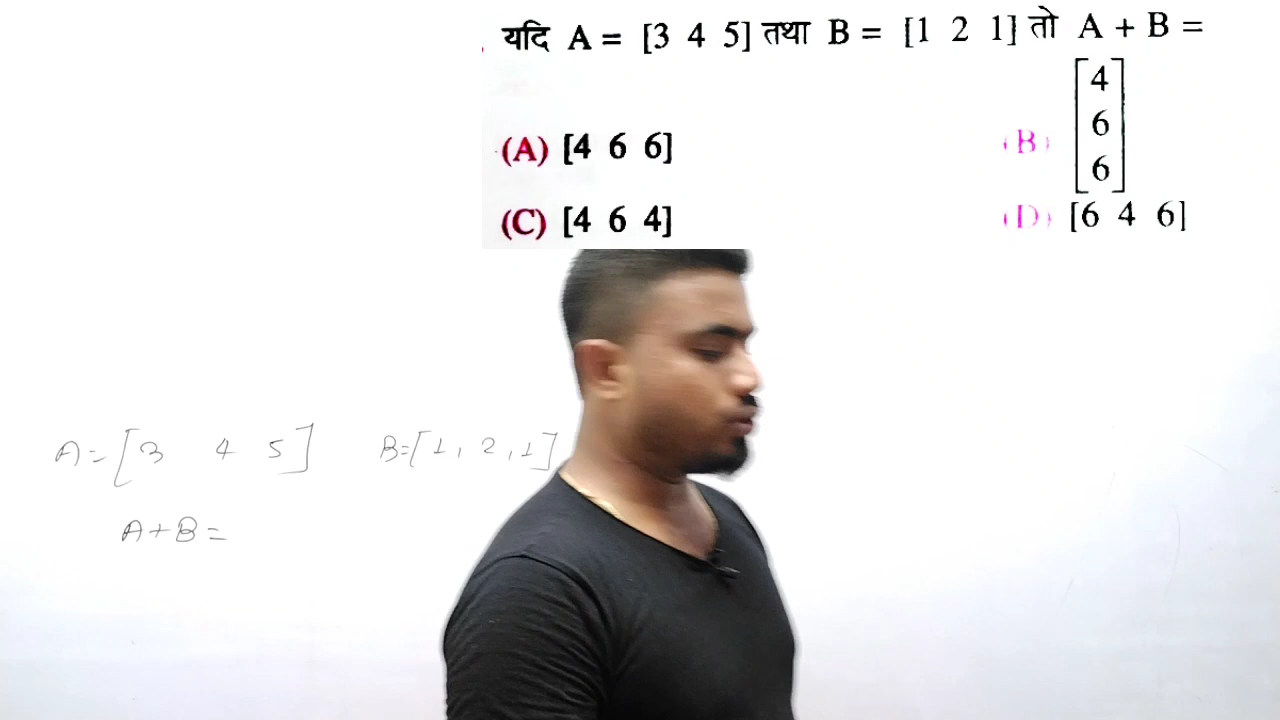 यदि A = [3 4 5] तथा B = [1 2 1] तो A + B =
(A) [4 6 6]
(B) [4
6
6]
(C) [4 6 4]
(D) [6 4 6]
A = [3 4 5] B=[1, 2, 1]
A+B =